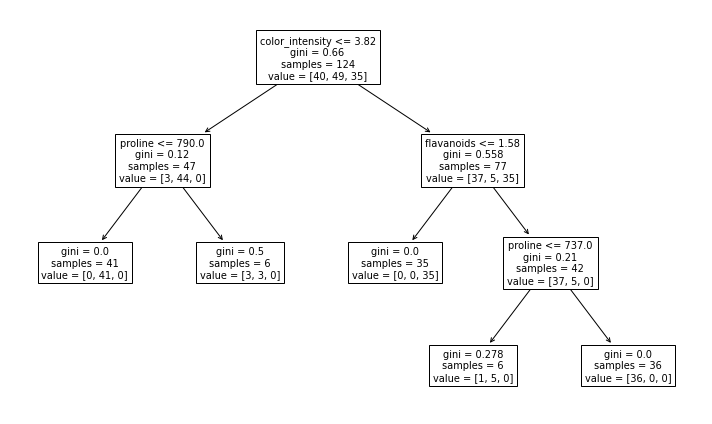 color_intensity <= 3.82
gini = 0.66
samples = 124
value = [40, 49, 35]
proline <= 790.0
gini = 0.12
samples = 47
value = [3, 44, 0]
flavanoids <= 1.58
gini = 0.558
samples = 77
value = [37, 5, 35]
gini = 0.0
samples = 41
value = [0, 41, 0]
gini = 0.5
samples = 6
value = [3, 3, 0]
gini = 0.0
samples = 35
value = [0, 0, 35]
proline <= 737.0
gini = 0.21
samples = 42
value = [37, 5, 0]
gini = 0.278
samples = 6
value = [1, 5, 0]
gini = 0.0
samples = 36
value = [36, 0, 0]